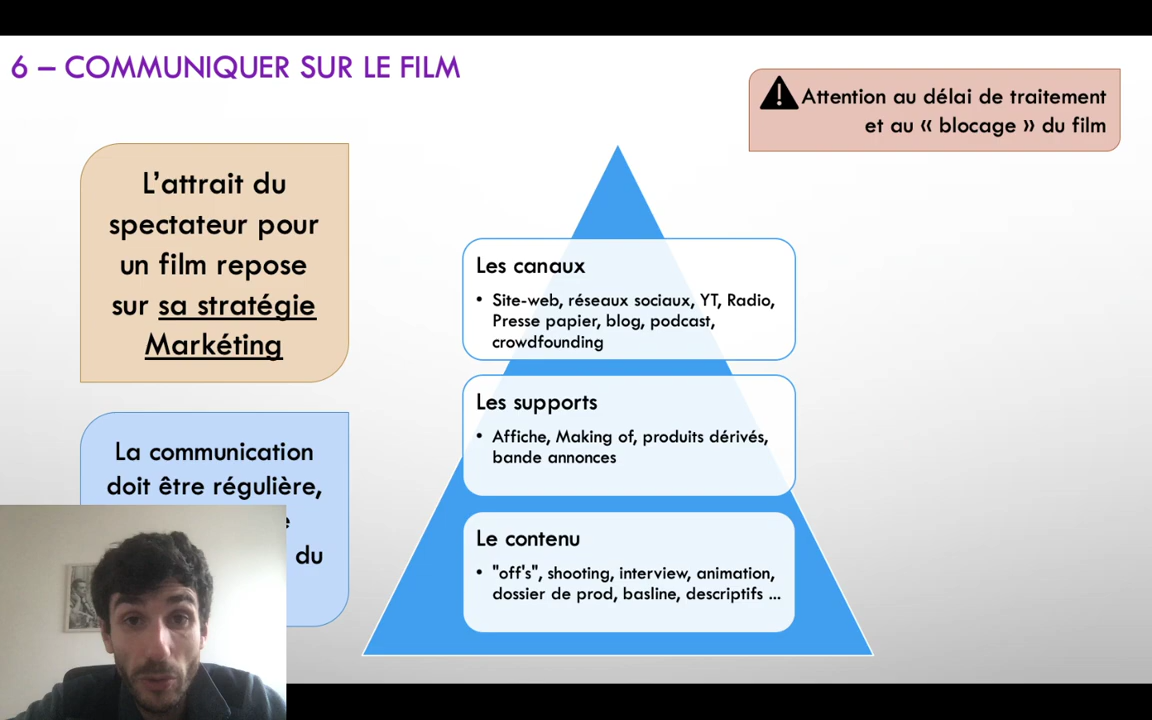 6 – COMMUNIQUER SUR LE FILM
Attention au délai de traitement
et au « blocage » du film
L’attrait du
spectateur pour
un film repose
sur sa stratégie
Markéting
La communication
doit être régulière,
du
Les canaux
• Site-web, réseaux sociaux, YT, Radio,
Presse papier, blog, podcast,
crowdfounding
Les supports
• Affiche, Making of, produits dérivés,
bande annonces
Le contenu
• "off's", shooting, interview, animation,
dossier de prod, basline, descriptifs ...